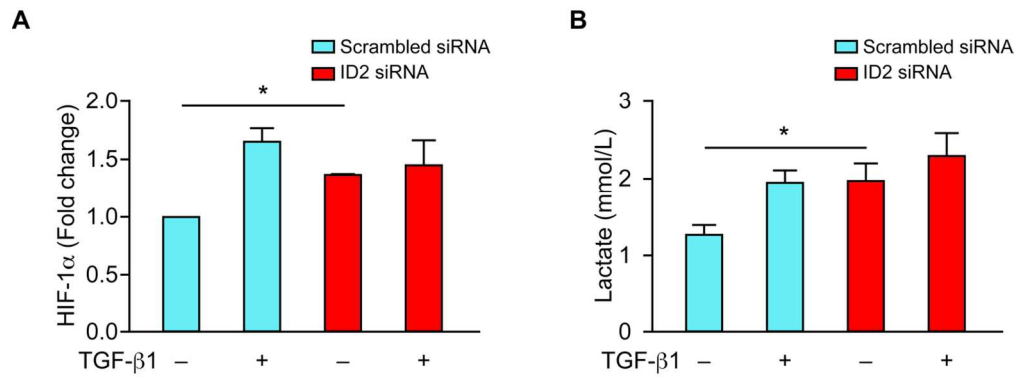 A
Scrambled siRNA
ID2 siRNA
*
HIF-1α (Fold change)
2.0
1.5
1.0
0.5
0.0
TGF-β1 – + – +
B
Scrambled siRNA
ID2 siRNA
*
Lactate (mmol/L)
3
2
1
0
TGF-β1 – + – +